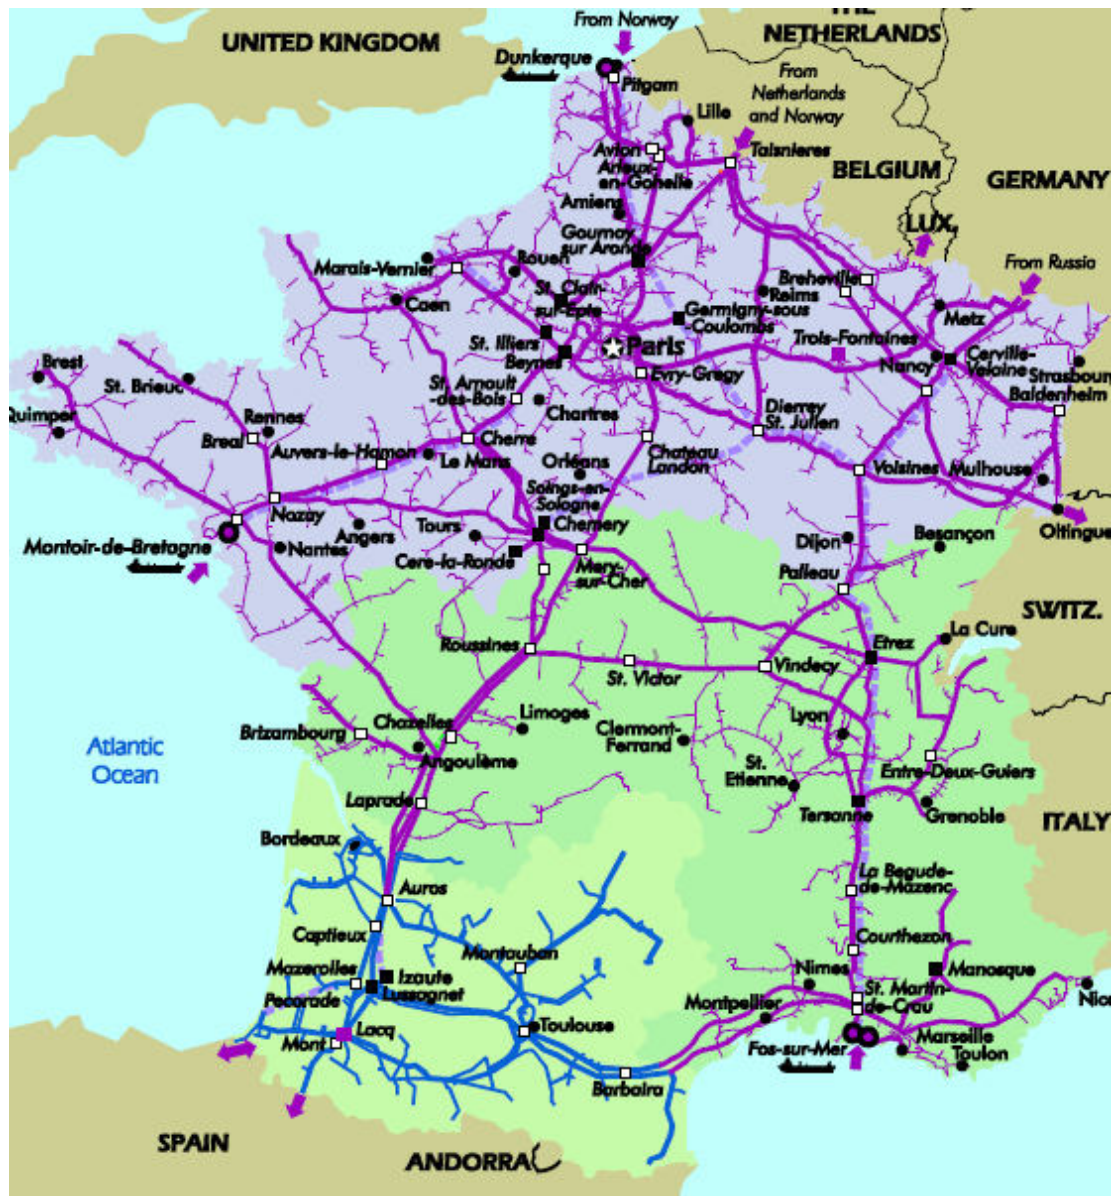 THE
NETHERLANDS
From Norway
UNITED KINGDOM
Dunkerque
Pitgam
From
Netherlands
and Norway
Lille
Taisnieres
Avion
Arleux-
en-Gohelle
BELGIUM
GERMANY
Amiens
LUX.
Gournay
sur Aronde
From Russia
Marais-Vernier
Rouen
Breheville
Caen
St. Clair-
sur-Epte
Reims
Germigny-sous
-Coulombs
Metz
Trois-Fontaines
St. Illiers
Beynes
Paris
Nancy
Cerville-
Velaine
Brest
St. Brieuc
St. Arnoult
-des-Bois
Evry-Gregy
Strasbourg
Baldenheim
Quimper
Rennes
Chartres
Dierrey
St. Julien
Breal
Auvers-le-Hamon
Cherre
Le Mans
Orléans
Chateau
Landon
Voisines
Mulhouse
Soings-en-
Sologne
Nozay
Angers
Tours
Chemery
Oltingue
Montoir-de-Bretagne
Nantes
Cere-la-Ronde
Mery-
sur-Cher
Dijon
Besançon
Palleau
SWITZ.
Roussines
St. Victor
Vindecy
Etrez
La Cure
Atlantic
Ocean
Brizambourg
Chazelles
Angoulême
Limoges
Clermont-
Ferrand
Lyon
St.
Etienne
Entre-Deux-Guiers
Laprade
Tersanne
Grenoble
ITALY
Bordeaux
Auros
La Begude-
de-Mazenc
Captieux
Montauban
Courthezon
Mazerolles
Izaute
Lussagnet
Nimes
Manosque
Pecorade
Montpellier
St. Martin-
de-Crau
Nic
Lacq
Mont
Toulouse
Fos-sur-Mer
Marseille
Toulon
Barbaira
SPAIN
ANDORRA